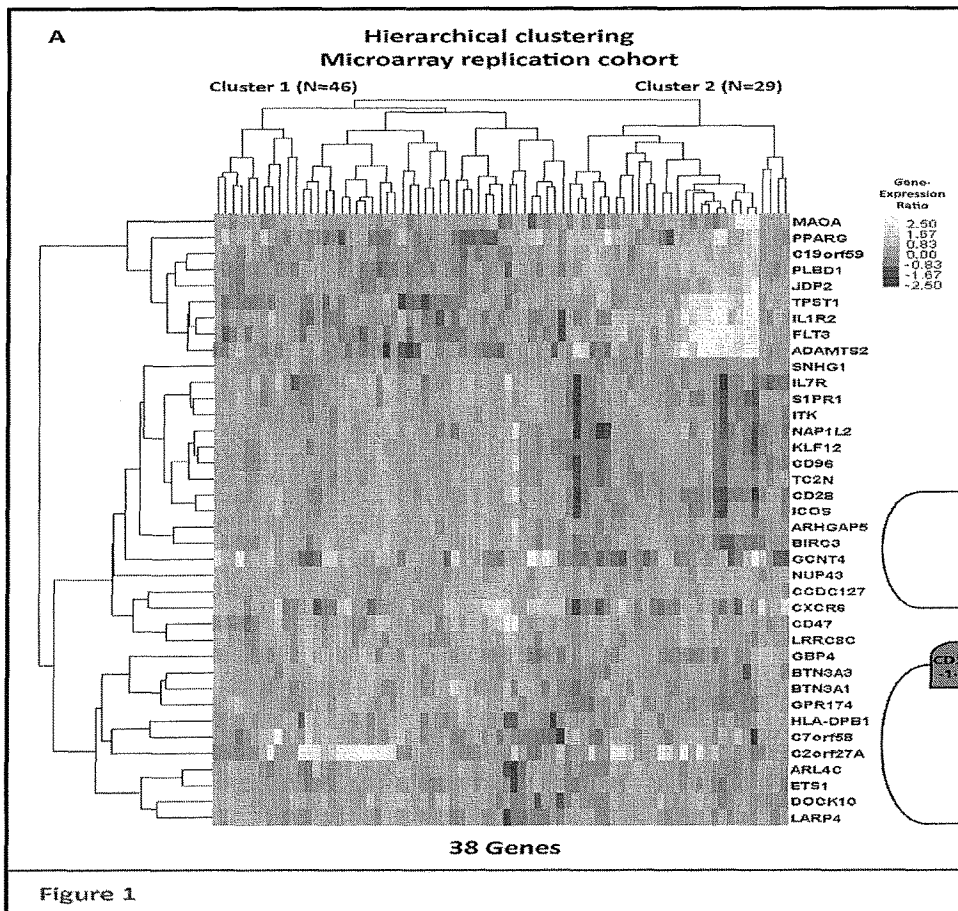 A
Hierarchical clustering
Microarray replication cohort
Cluster 1 (N=46)
Cluster 2 (N=29)
Gene-
Expression
Ratio
2.50
1.67
0.83
0.00
-0.83
-1.67
-2.50
MAOA
PPARG
C19orf59
PLBD1
JDP2
TPST1
IL1R2
FLT3
ADAMTS2
SNHG1
IL7R
S1PR1
ITK
NAP1L2
KLF12
CD96
TC2N
CD28
ICOS
ARHGAP5
BIRC3
GCNT4
NUP43
CCDC127
CXCR6
CD47
LRRC8C
GBP4
BTN3A3
BTN3A1
GPR174
HLA-DPB1
C7orf58
C2orf27A
ARL4C
ETS1
DOCK10
LARP4
38 Genes
Figure 1